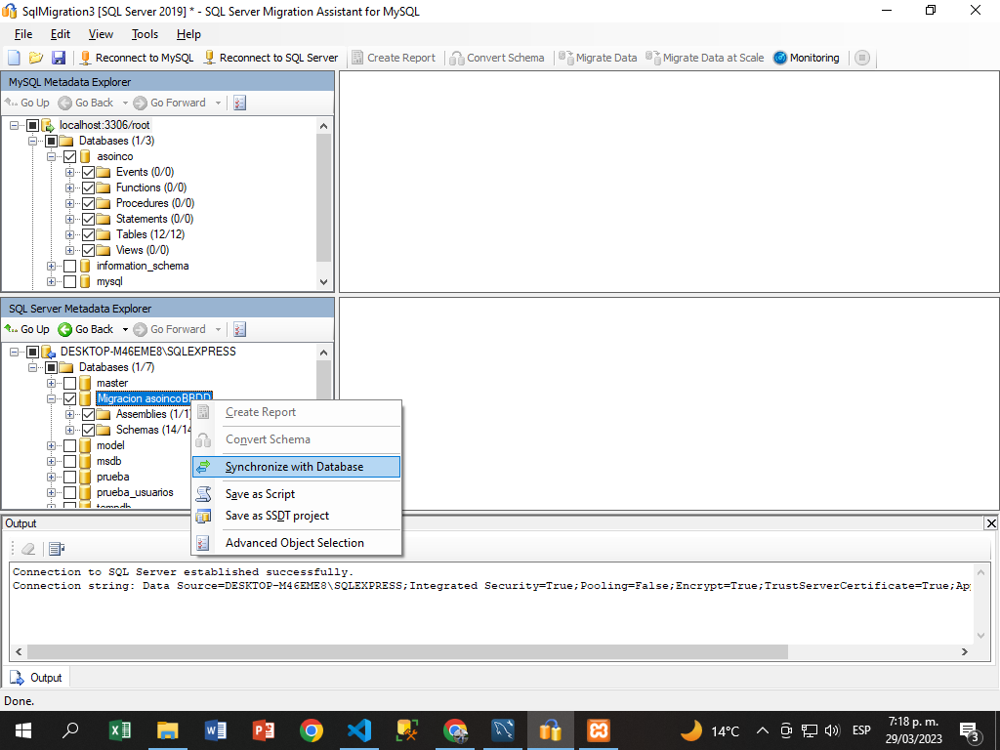 SqlMigration3 [SQL Server 2019] * - SQL Server Migration Assistant for MySQL
File Edit View Tools Help
Reconnect to MySQL Reconnect to SQL Server Create Report Convert Schema Migrate Data Migrate Data at Scale Monitoring
MySQL Metadata Explorer
Go Up Go Back Go Forward
localhost:3306/root
Databases (1/3)
asoinco
Events (0/0)
Functions (0/0)
Procedures (0/0)
Statements (0/0)
Tables (12/12)
Views (0/0)
information_schema
mysql
SQL Server Metadata Explorer
Go Up Go Back Go Forward
DESKTOP-M46EME8\SQLEXPRESS
Databases (1/7)
master
Migracion asoincoBBDD
Assemblies (1/1)
Schemas (14/14
model
msdb
prueba
prueba_usuarios
tempdb
Create Report
Convert Schema
Synchronize with Database
Save as Script
Save as SSDT project
Advanced Object Selection
Output
Connection to SQL Server established successfully.
Connection string: Data Source=DESKTOP-M46EME8\SQLEXPRESS;Integrated Security=True;Pooling=False;Encrypt=True;TrustServerCertificate=True;Ap
Output
Done.
14°C ESP 7:18 p. m.
29/03/2023
3